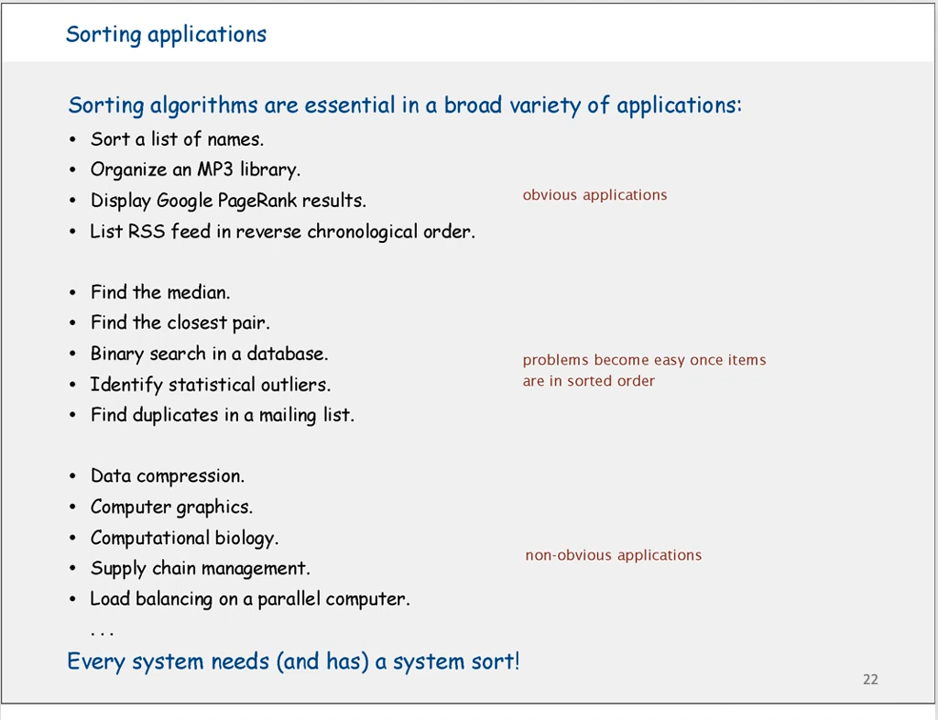 Sorting applications
Sorting algorithms are essential in a broad variety of applications:
• Sort a list of names.
• Organize an MP3 library.
• Display Google PageRank results.
obvious applications
• List RSS feed in reverse chronological order.
• Find the median.
• Find the closest pair.
• Binary search in a database.
problems become easy once items
are in sorted order
• Identify statistical outliers.
• Find duplicates in a mailing list.
• Data compression.
• Computer graphics.
• Computational biology.
non-obvious applications
• Supply chain management.
• Load balancing on a parallel computer.
. . .
Every system needs (and has) a system sort!
22